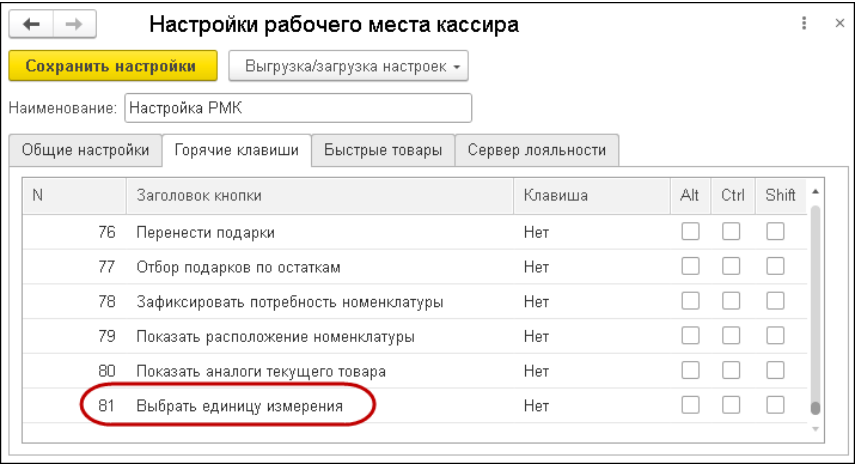 Настройки рабочего места кассира
Сохранить настройки Выгрузка/загрузка настроек
Наименование: Настройка РМК
Общие настройки Горячие клавиши Быстрые товары Сервер лояльности
N Заголовок кнопки Клавиша Alt Ctrl Shift
76 Перенести подарки Нет
77 Отбор подарков по остаткам Нет
78 Зафиксировать потребность номенклатуры Нет
79 Показать расположение номенклатуры Нет
80 Показать аналоги текущего товара Нет
81 Выбрать единицу измерения Нет